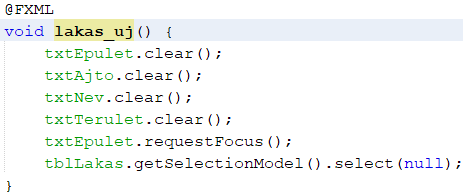 @FXML
void lakas_uj() {
    txtEpulet.clear();
    txtAjto.clear();
    txtNev.clear();
    txtTerulet.clear();
    txtEpulet.requestFocus();
    tblLakas.getSelectionModel().select(null);
}